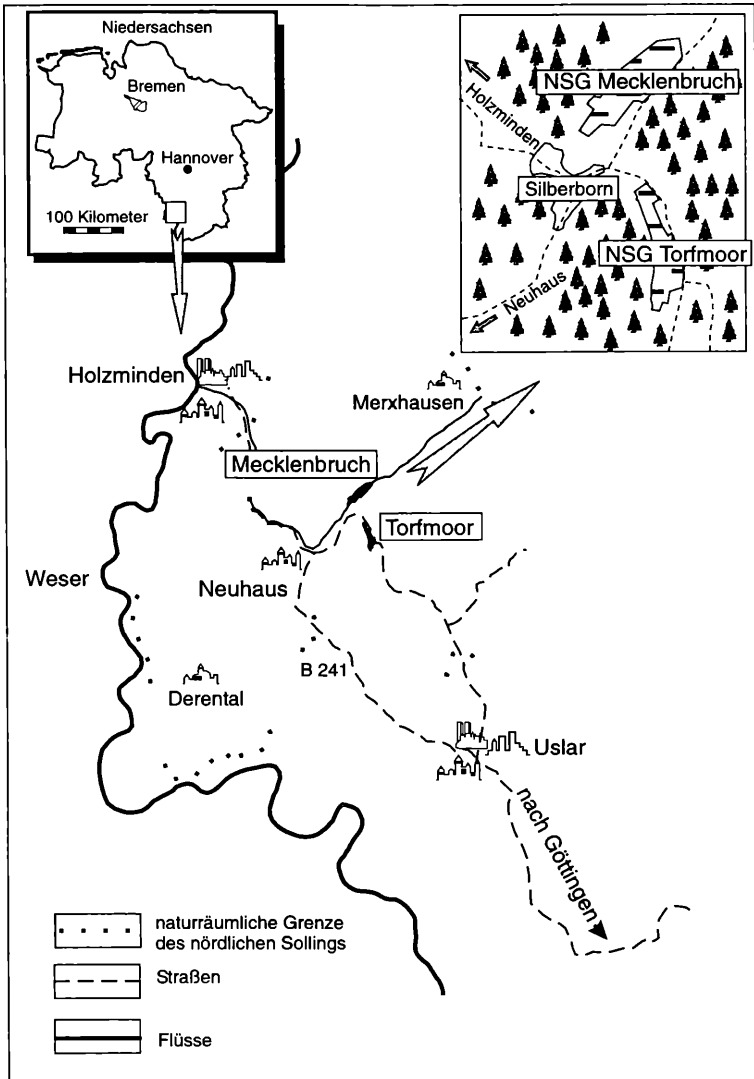 Niedersachsen
Bremen
Hannover
100 Kilometer
NSG Mecklenbruch
Holzminden
Silberborn
NSG Torfmoor
Neuhaus
Holzminden
Merxhausen
Mecklenbruch
Torfmoor
Weser
Neuhaus
B 241
Derental
Uslar
nach Göttingen
naturräumliche Grenze
des nördlichen Sollings
Straßen
Flüsse